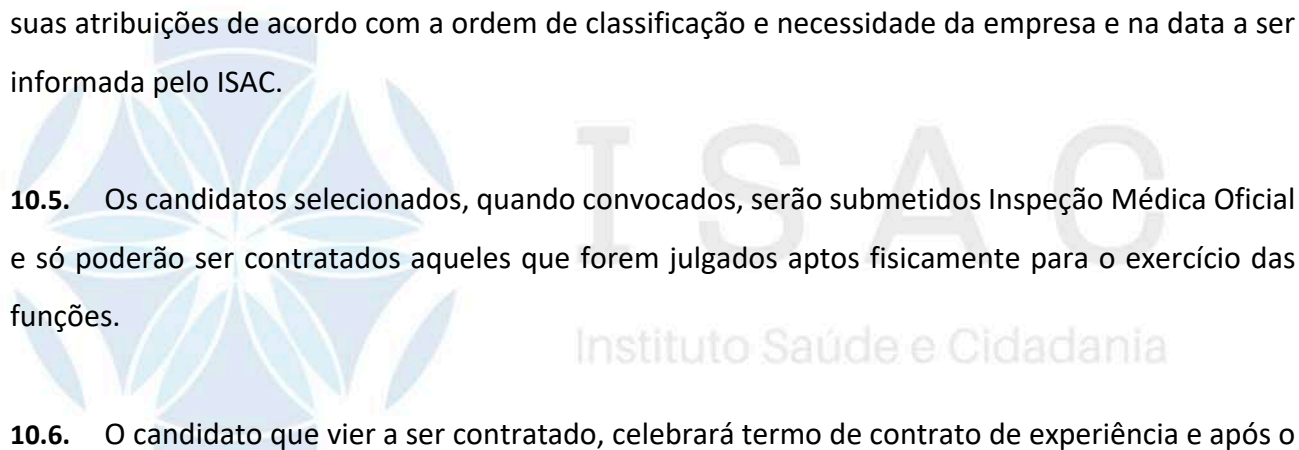 suas atribuições de acordo com a ordem de classificação e necessidade da empresa e na data a ser
informada pelo ISAC.
ISAC
10.5. Os candidatos selecionados, quando convocados, serão submetidos Inspeção Médica Oficial
e só poderão ser contratados aqueles que forem julgados aptos fisicamente para o exercício das
funções.
Instituto Saúde e Cidadania
10.6. O candidato que vier a ser contratado, celebrará termo de contrato de experiência e após o